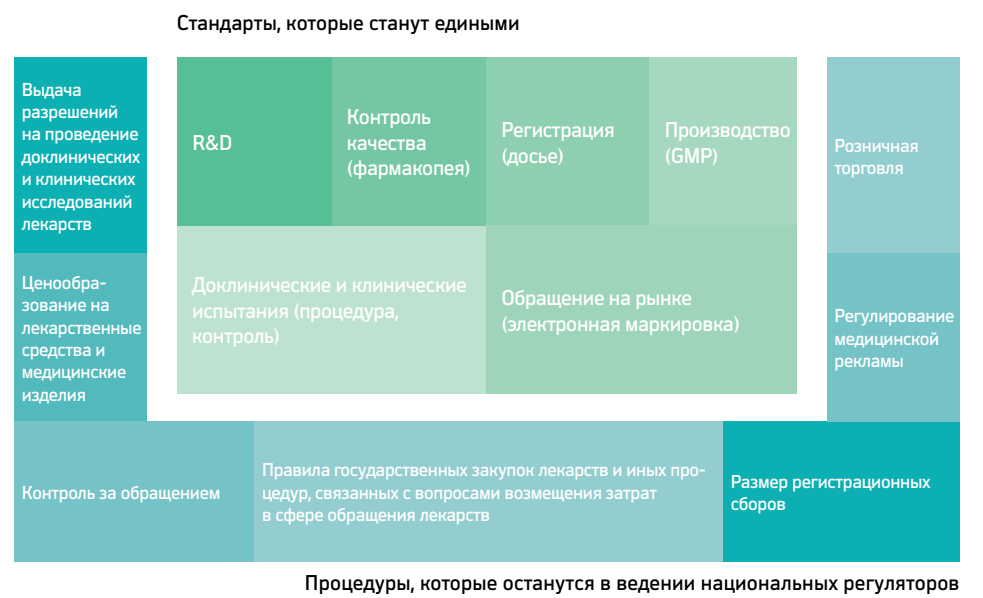 Стандарты, которые станут едиными
Выдача
разрешений
на проведение
доклинических
и клинических
исследований
лекарств
R&D
Контроль
качества
(фармакопея)
Регистрация
(досье)
Производство
(GMP)
Розничная
торговля
Ценообра-
зование на
лекарственные
средства и
медицинские
изделия
Доклинические и клинические
испытания (процедура,
контроль)
Обращение на рынке
(электронная маркировка)
Регулирование
медицинской
рекламы
Контроль за обращением
Правила государственных закупок лекарств и иных про-
цедур, связанных с вопросами возмещения затрат
в сфере обращения лекарств
Размер регистрационных
сборов
Процедуры, которые останутся в ведении национальных регуляторов